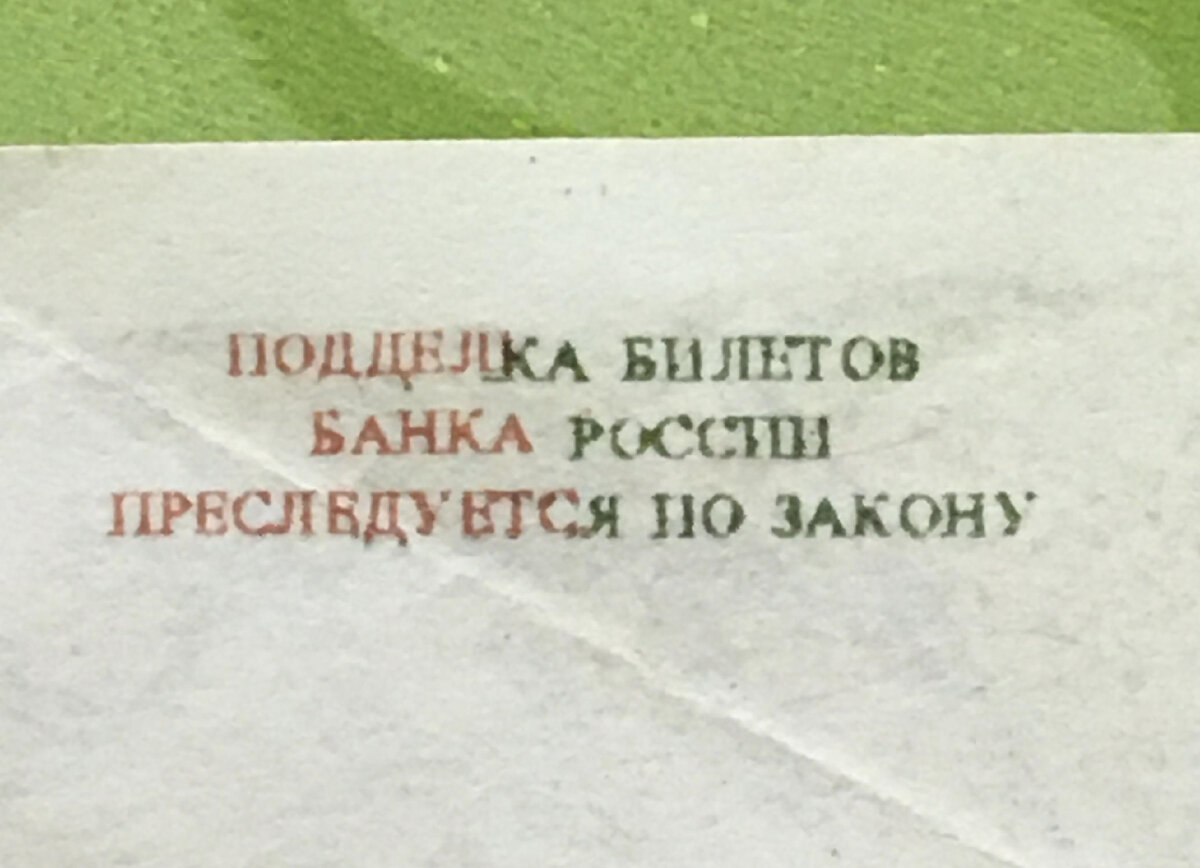 ПОДДЕЛКА БИЛЕТОВ
БАНКА РОССИИ
ПРЕСЛЕДУЕТСЯ ПО ЗАКОНУ